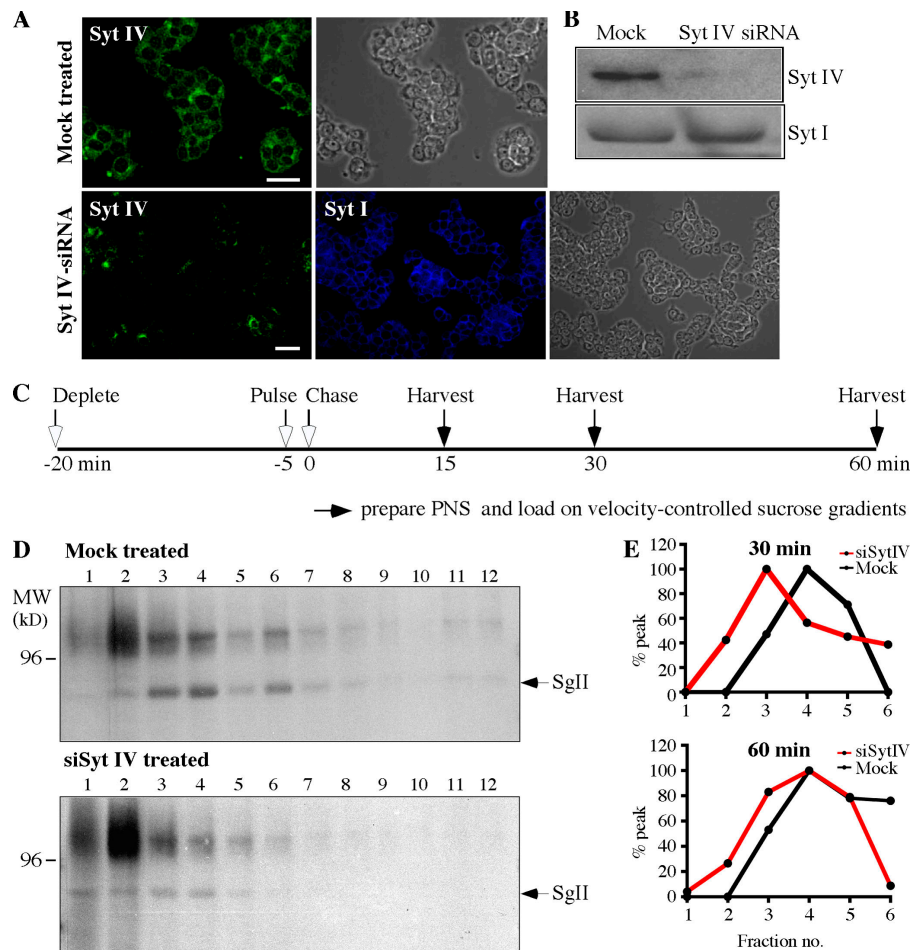 A
Mock treated
Syt IV
B
Mock Syt IV siRNA
Syt IV
Syt I
Syt IV-siRNA
Syt IV
Syt I
C
Deplete Pulse Chase Harvest Harvest Harvest
-20 min -5 0 15 30 60 min
prepare PNS and load on velocity-controlled sucrose gradients
D
Mock treated
1 2 3 4 5 6 7 8 9 10 11 12
MW
(kD)
96
SgII
siSyt IV treated
1 2 3 4 5 6 7 8 9 10 11 12
96
SgII
E
30 min
siSytIV
Mock
% peak
120
100
80
60
40
20
0
1 2 3 4 5 6
60 min
siSytIV
Mock
% peak
120
100
80
60
40
20
0
1 2 3 4 5 6
Fraction no.